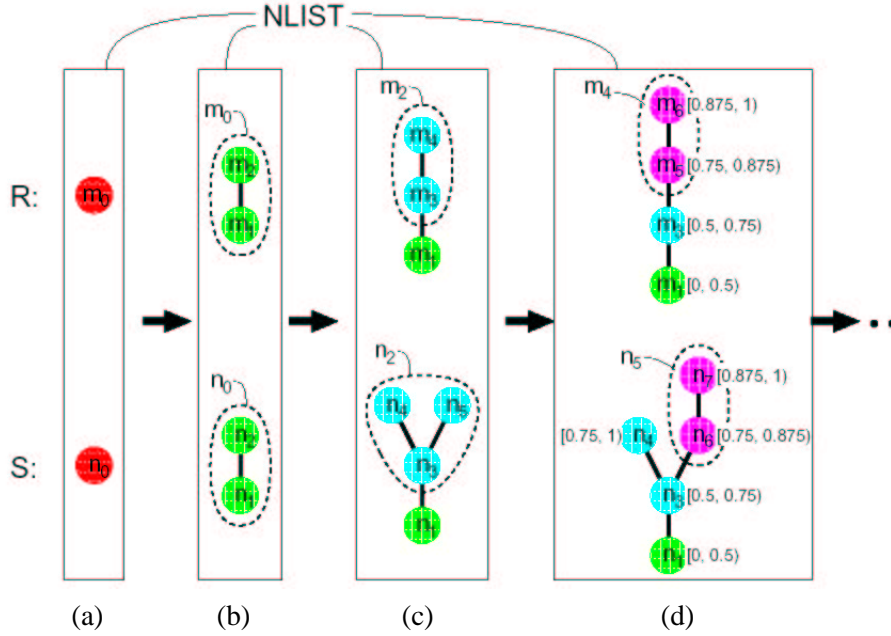 NLIST
R:
m0
m0
m2
m1
m2
m4
m3
m1
m4
m6 [0.875, 1)
m5 [0.75, 0.875)
m3 [0.5, 0.75)
m1 [0, 0.5)
S:
n0
n0
n2
n1
n2
n4 n5
n3
n1
n5
n7 [0.875, 1)
[0.75, 1) n4 n6 [0.75, 0.875)
n3 [0.5, 0.75)
n1 [0, 0.5)
(a) (b) (c) (d)